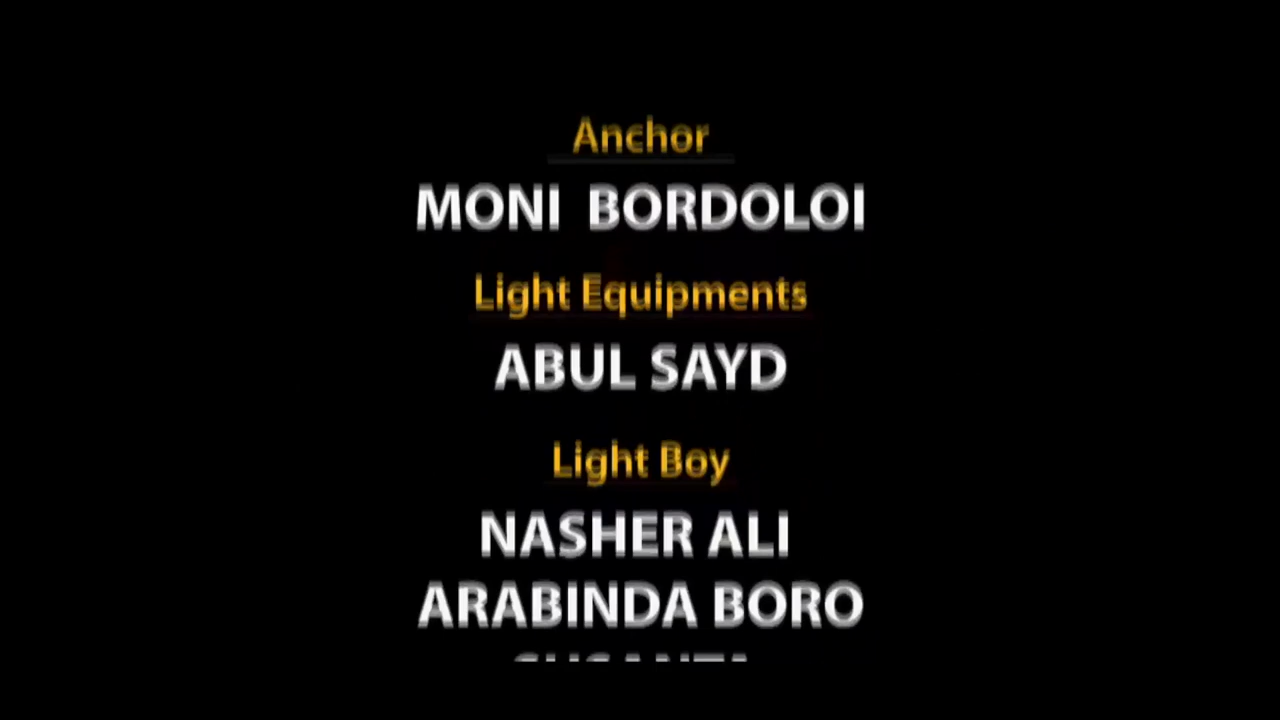 Anchor
MONI BORDOLOI
Light Equipments
ABUL SAYD
Light Boy
NASHER ALI
ARABINDA BORO